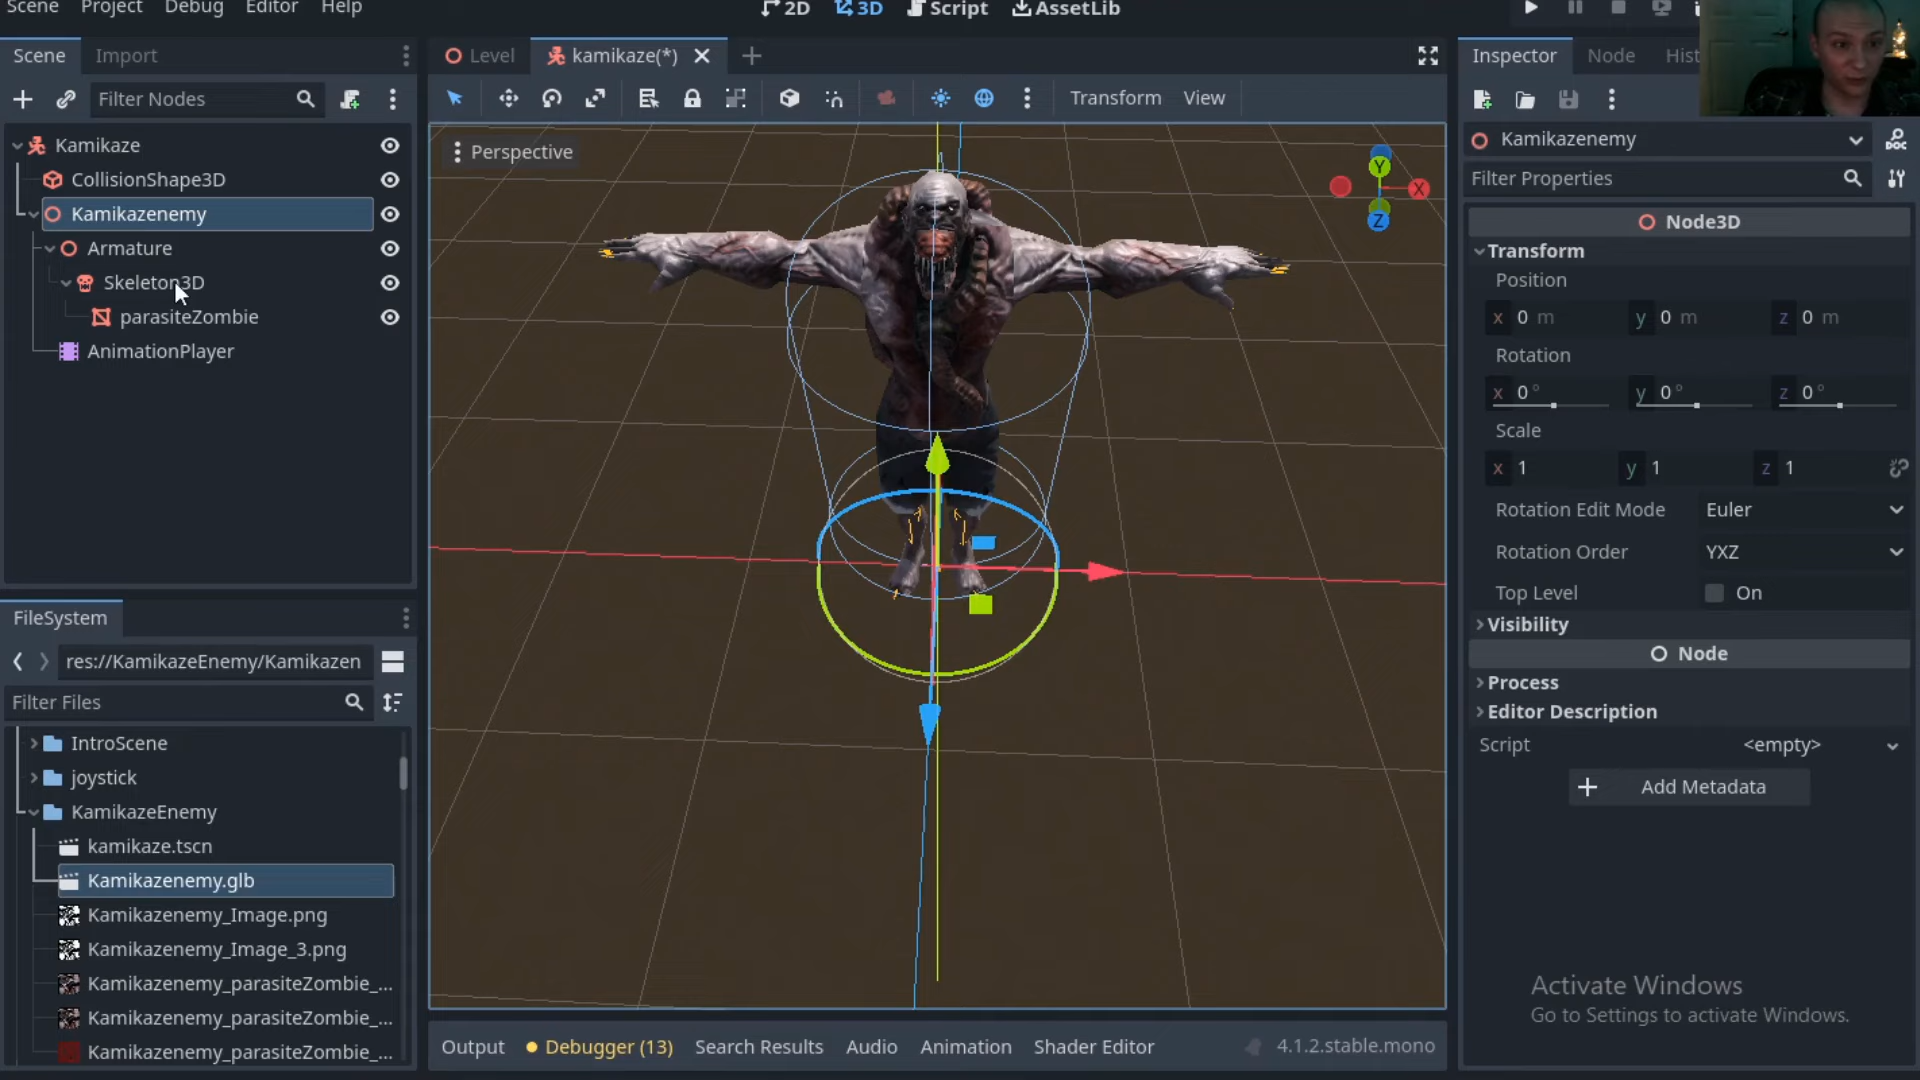 Scene Project Debug Editor Help
2D 3D Script AssetLib
Scene Import
Filter Nodes
Kamikaze
CollisionShape3D
Kamikazenemy
Armature
Skeleton3D
parasiteZombie
AnimationPlayer
FileSystem
res://KamikazeEnemy/Kamikazen
Filter Files
IntroScene
joystick
KamikazeEnemy
kamikaze.tscn
Kamikazenemy.glb
Kamikazenemy_Image.png
Kamikazenemy_Image_3.png
Kamikazenemy_parasiteZombie_...
Kamikazenemy_parasiteZombie_...
Kamikazenemy_parasiteZombie_...
Level kamikaze(*)
Transform View
Perspective
Y
X
Z
Output Debugger (13) Search Results Audio Animation Shader Editor 4.1.2.stable.mono
Inspector Node Hist
Kamikazenemy
DOC
Filter Properties
Node3D
Transform
Position
x 0 m y 0 m z 0 m
Rotation
x 0 ° y 0 ° z 0 °
Scale
x 1 y 1 z 1
Rotation Edit Mode Euler
Rotation Order YXZ
Top Level On
Visibility
Node
Process
Editor Description
Script <empty>
Add Metadata
Activate Windows
Go to Settings to activate Windows.